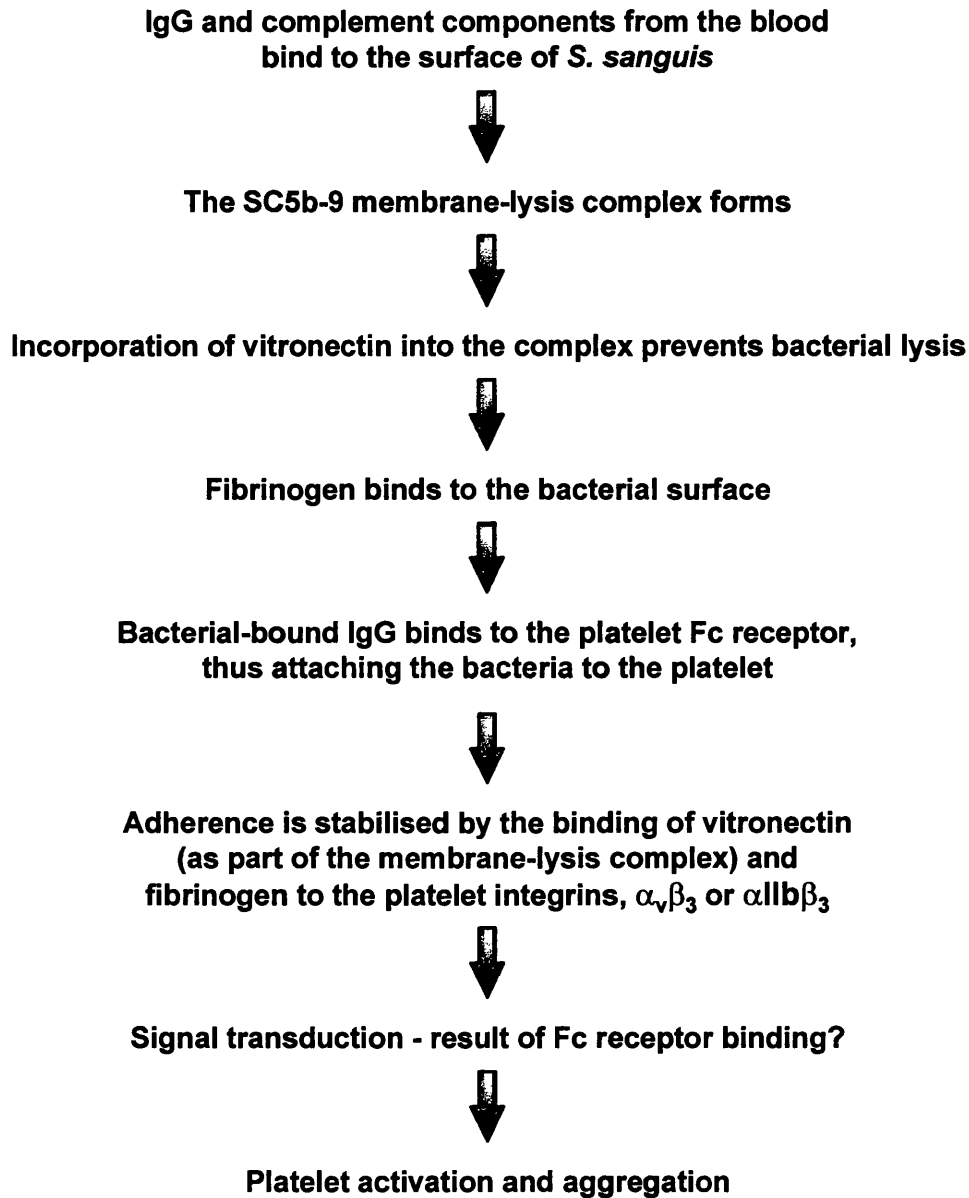 IgG and complement components from the blood
bind to the surface of S. sanguis
The SC5b-9 membrane-lysis complex forms
Incorporation of vitronectin into the complex prevents bacterial lysis
Fibrinogen binds to the bacterial surface
Bacterial-bound IgG binds to the platelet Fc receptor,
thus attaching the bacteria to the platelet
Adherence is stabilised by the binding of vitronectin
(as part of the membrane-lysis complex) and
fibrinogen to the platelet integrins, αvβ3 or αIIbβ3
Signal transduction - result of Fc receptor binding?
Platelet activation and aggregation